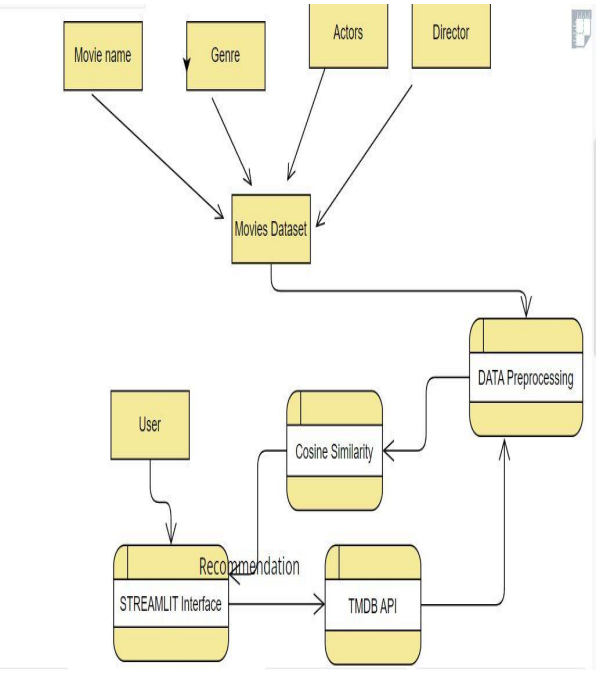 Movie name
Genre
Actors
Director
Movies Dataset
DATA Preprocessing
User
Cosine Similarity
Recommendation
STREAMLIT Interface
TMDB API